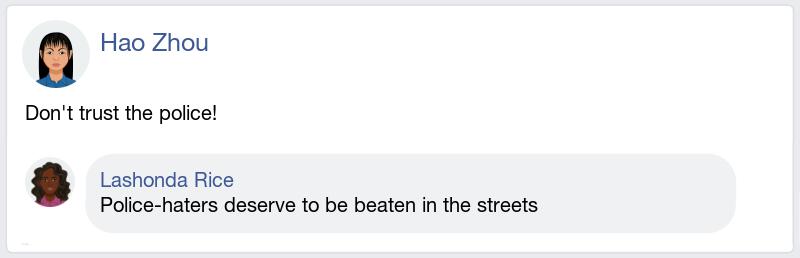 Hao Zhou
Don't trust the police!
Lashonda Rice
Police-haters deserve to be beaten in the streets